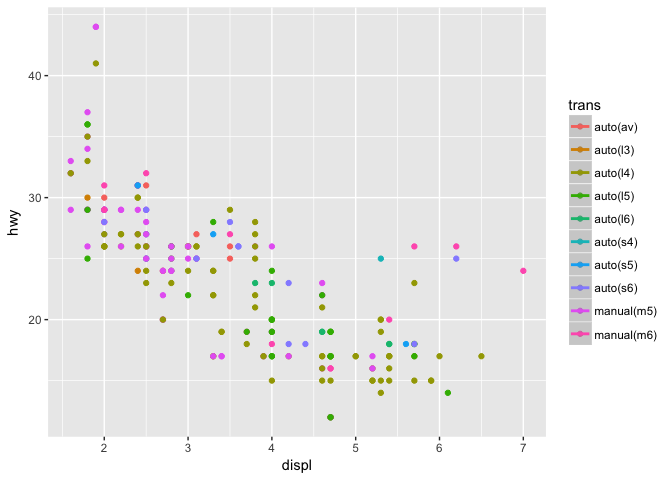 hwy
40
30
20
2 3 4 5 6 7
displ
trans
auto(av)
auto(l3)
auto(l4)
auto(l5)
auto(l6)
auto(s4)
auto(s5)
auto(s6)
manual(m5)
manual(m6)